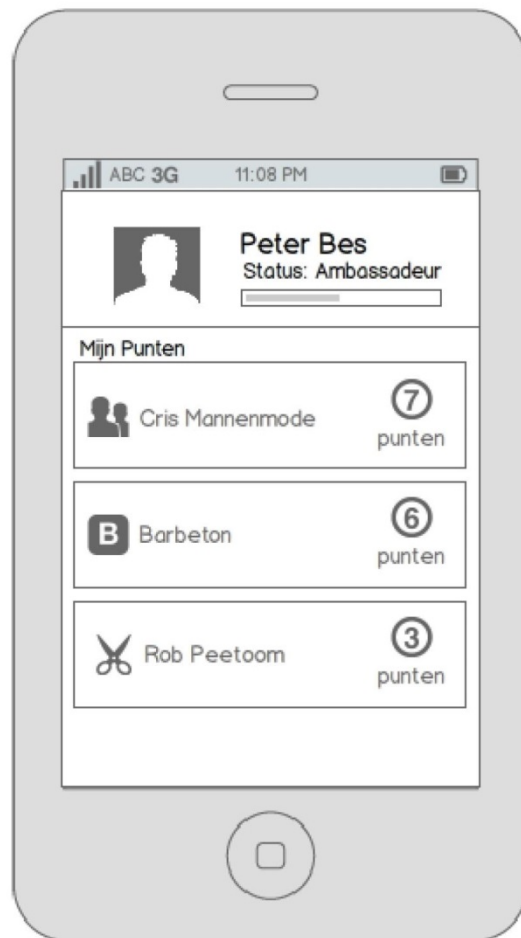 ABC 3G 11:08 PM
Peter Bes
Status: Ambassadeur
Mijn Punten
Cris Mannenmode
7
punten
B
Barbeton
6
punten
Rob Peetoom
3
punten